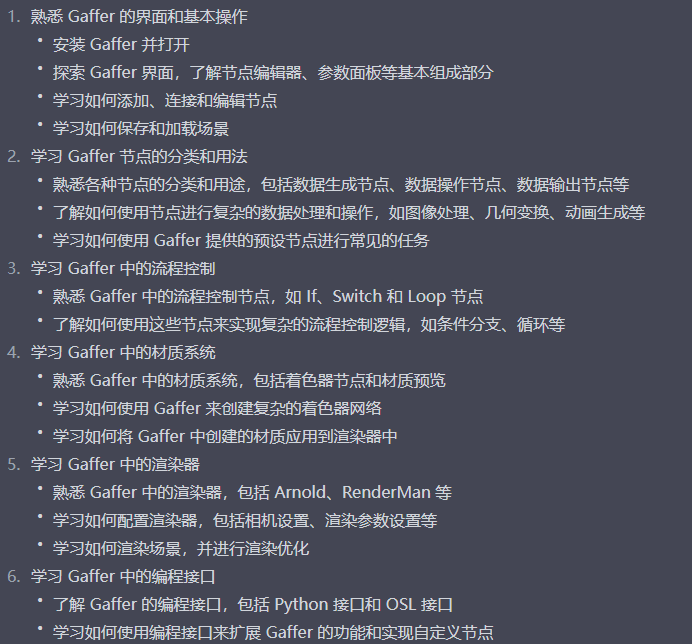 1. 熟悉 Gaffer 的界面和基本操作
• 安装 Gaffer 并打开
• 探索 Gaffer 界面，了解节点编辑器、参数面板等基本组成部分
• 学习如何添加、连接和编辑节点
• 学习如何保存和加载场景
2. 学习 Gaffer 节点的分类和用法
• 熟悉各种节点的分类和用途，包括数据生成节点、数据操作节点、数据输出节点等
• 了解如何使用节点进行复杂的数据处理和操作，如图像处理、几何变换、动画生成等
• 学习如何使用 Gaffer 提供的预设节点进行常见的任务
3. 学习 Gaffer 中的流程控制
• 熟悉 Gaffer 中的流程控制节点，如 If、Switch 和 Loop 节点
• 了解如何使用这些节点来实现复杂的流程控制逻辑，如条件分支、循环等
4. 学习 Gaffer 中的材质系统
• 熟悉 Gaffer 中的材质系统，包括着色器节点和材质预览
• 学习如何使用 Gaffer 来创建复杂的着色器网络
• 学习如何将 Gaffer 中创建的材质应用到渲染器中
5. 学习 Gaffer 中的渲染器
• 熟悉 Gaffer 中的渲染器，包括 Arnold、RenderMan 等
• 学习如何配置渲染器，包括相机设置、渲染参数设置等
• 学习如何渲染场景，并进行渲染优化
6. 学习 Gaffer 中的编程接口
• 了解 Gaffer 的编程接口，包括 Python 接口和 OSL 接口
• 学习如何使用编程接口来扩展 Gaffer 的功能和实现自定义节点